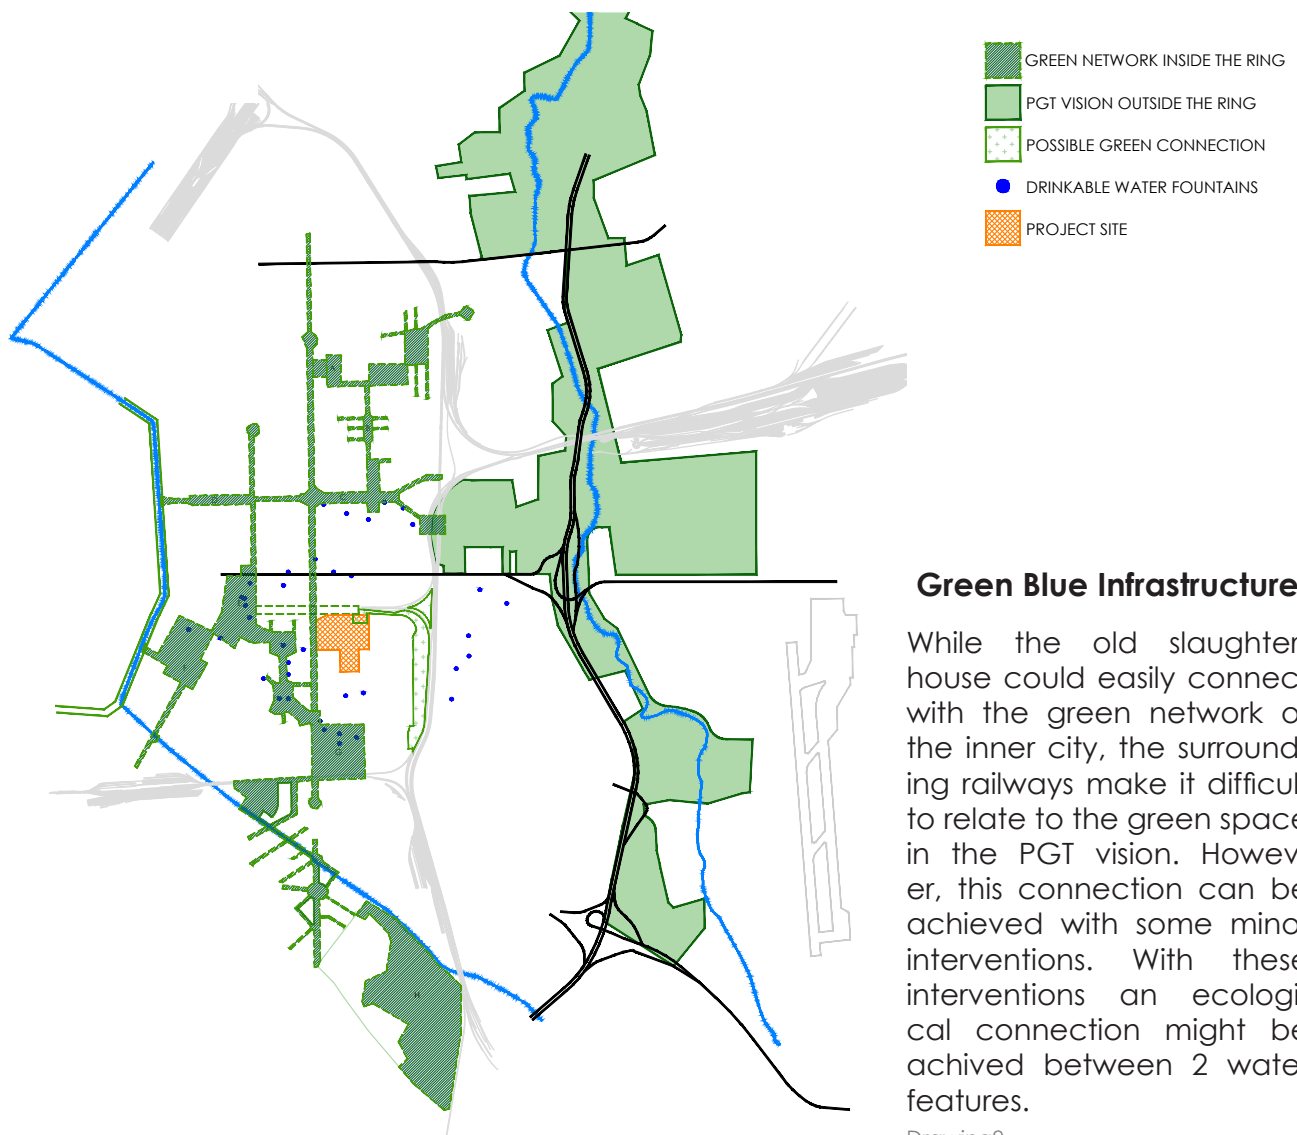 GREEN NETWORK INSIDE THE RING
PGT VISION OUTSIDE THE RING
POSSIBLE GREEN CONNECTION
DRINKABLE WATER FOUNTAINS
PROJECT SITE
Green Blue Infrastructure
While the old slaughter
house could easily connec
with the green network o
the inner city, the surround
ing railways make it difficul
to relate to the green space
in the PGT vision. Howev
er, this connection can be
achieved with some mino
interventions. With these
interventions an ecologi
cal connection might be
achived between 2 wate
features.